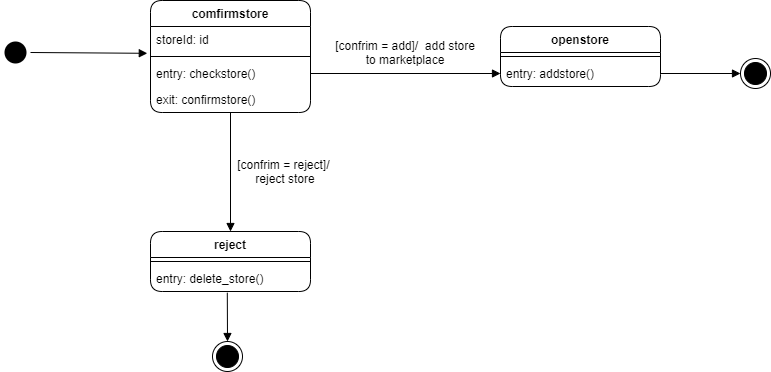 comfirmstore
storeId: id
entry: checkstore()
exit: confirmstore()
[confrim = add]/ add store
to marketplace
openstore
entry: addstore()
[confrim = reject]/
reject store
reject
entry: delete_store()